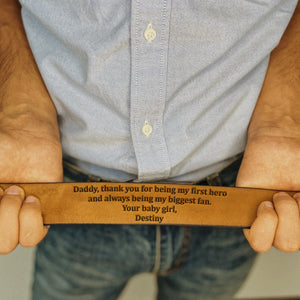 Daddy, thank you for being my first hero
and always being my biggest fan.
Your baby girl,
Destiny